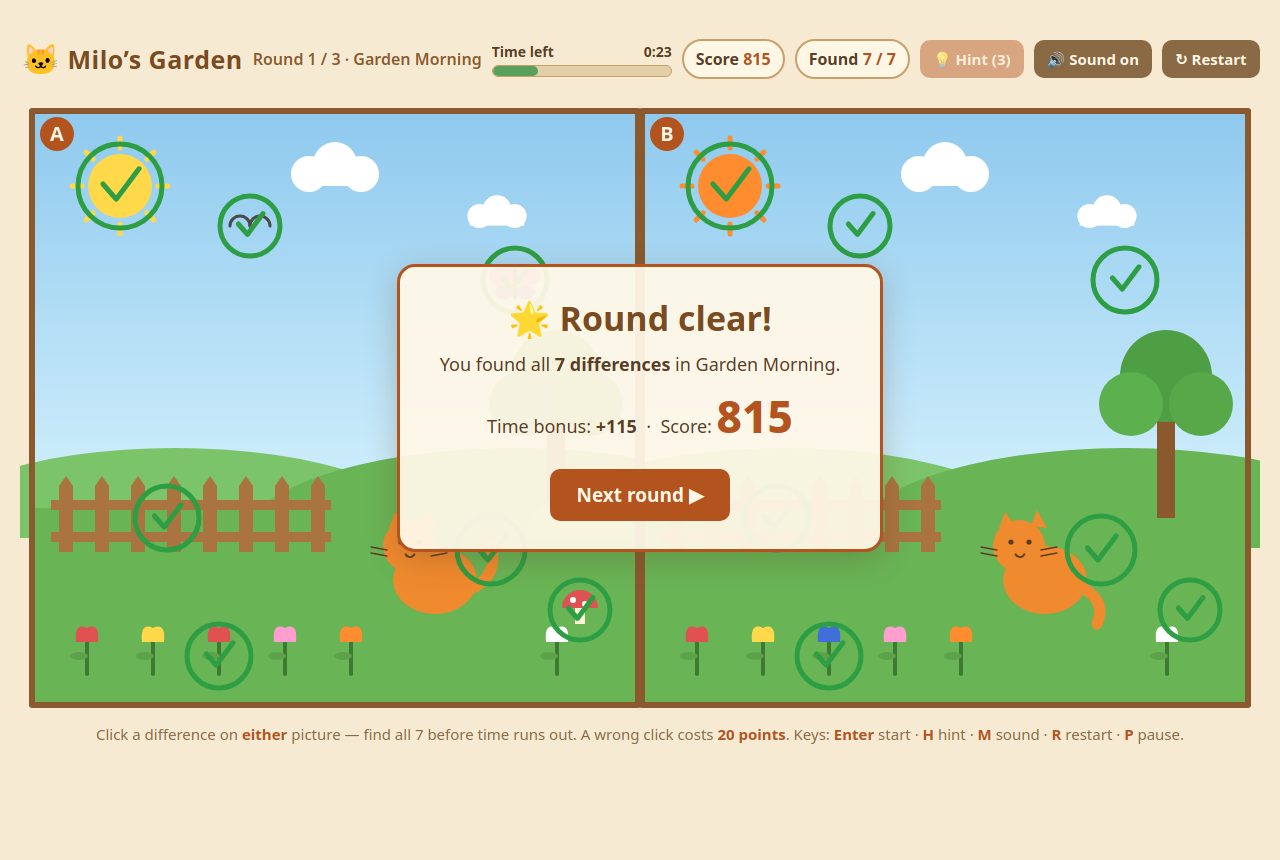 Milo’s Garden
Round 1 / 3 · Garden Morning
Time left 0:23
Score 815
Found 7 / 7
Hint (3)
Sound on
↻ Restart
A
B
Round clear!
You found all 7 differences in Garden Morning.
Time bonus: +115 · Score: 815
Next round ▶
Click a difference on either picture — find all 7 before time runs out. A wrong click costs 20 points. Keys: Enter start · H hint · M sound · R restart · P pause.